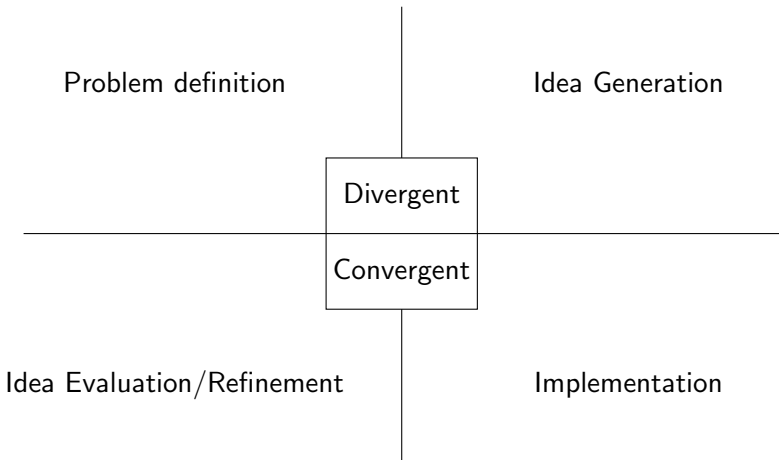 Problem definition
Idea Generation
Divergent
Convergent
Idea Evaluation/Refinement
Implementation